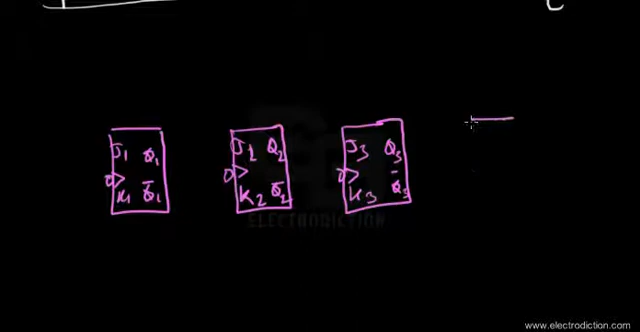 J1 Q1
K1 Q̄1
J2 Q2
K2 Q̄2
J3 Q3
K3 Q̄3
ELECTRODICTION
www.electrodiction.com